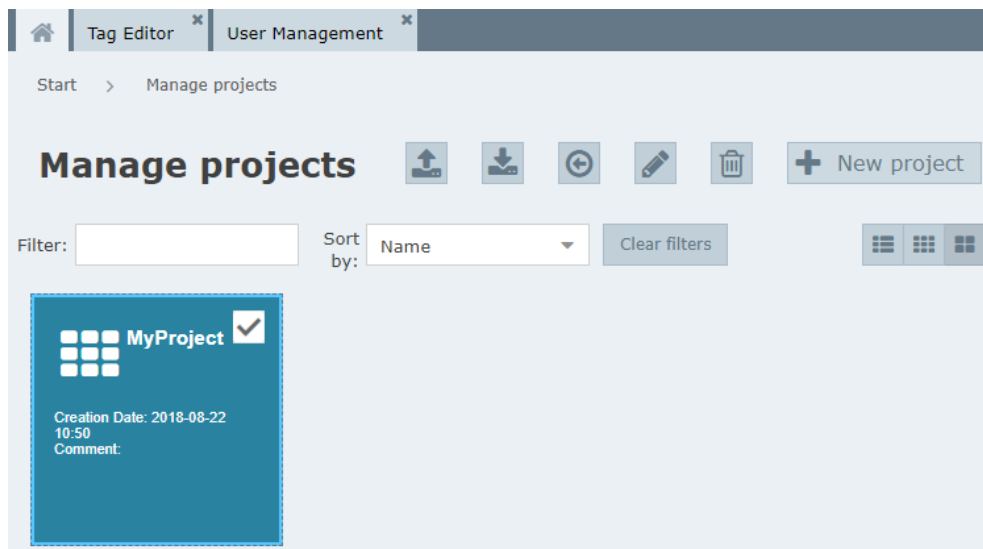 Tag Editor
User Management
Start > Manage projects
Manage projects
New project
Filter:
Sort by:
Name
Clear filters
MyProject
Creation Date: 2018-08-22
10:50
Comment: